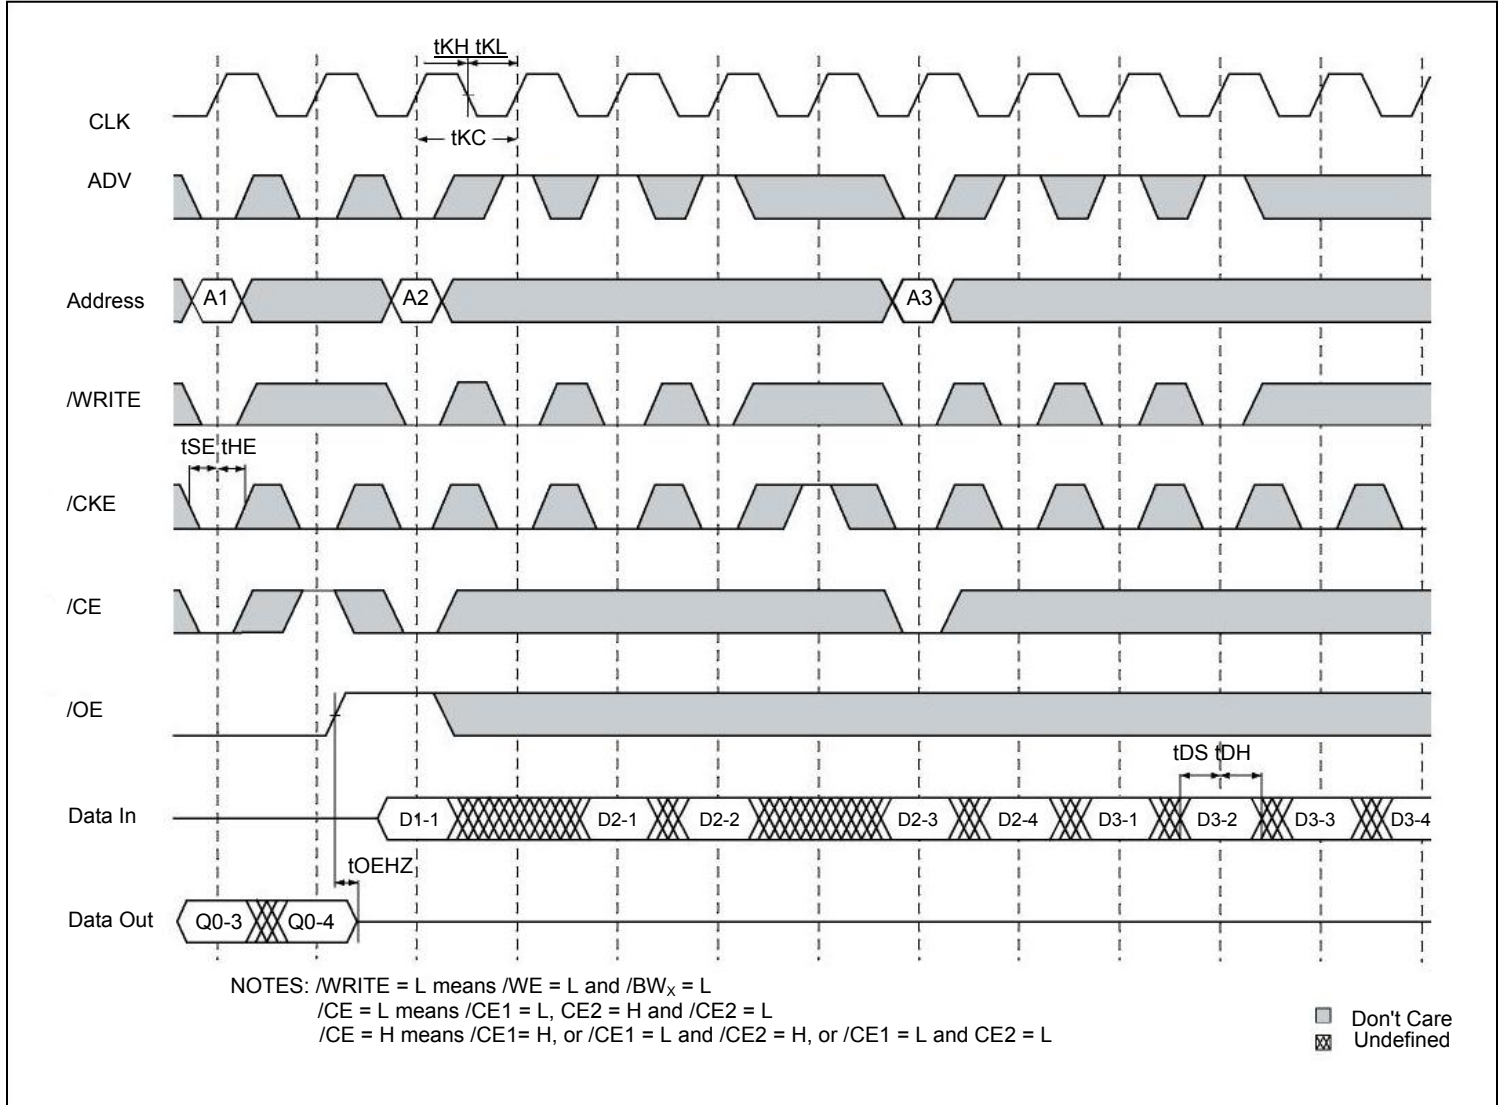 tKH tKL
CLK
tKC
ADV
Address A1 A2 A3
/WRITE
tSE tHE
/CKE
/CE
/OE
tDS tDH
Data In D1-1 D2-1 D2-2 D2-3 D2-4 D3-1 D3-2 D3-3 D3-4
tOEHZ
Data Out Q0-3 Q0-4
NOTES: /WRITE = L means /WE = L and /BWX = L
/CE = L means /CE1 = L, CE2 = H and /CE2 = L
/CE = H means /CE1= H, or /CE1 = L and /CE2 = H, or /CE1 = L and CE2 = L
Don't Care
Undefined